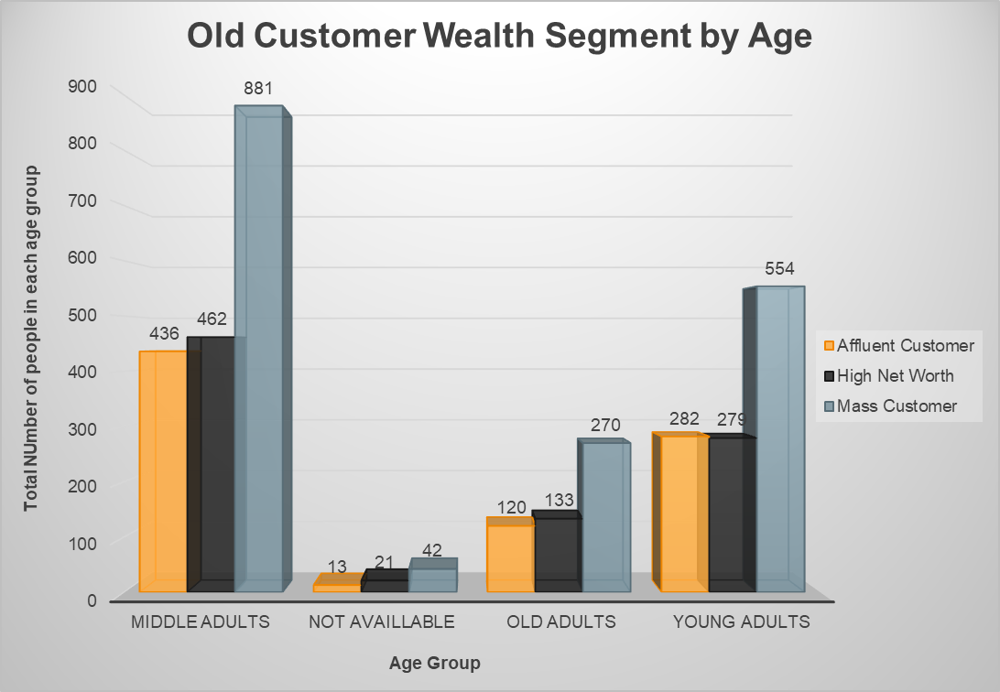 Old Customer Wealth Segment by Age
900
800
700
600
500
400
300
200
100
0
Total NUmber of people in each age group
436
462
881
13
21
42
120
133
270
282
279
554
MIDDLE ADULTS
NOT AVAILLABLE
OLD ADULTS
YOUNG ADULTS
Age Group
Affluent Customer
High Net Worth
Mass Customer